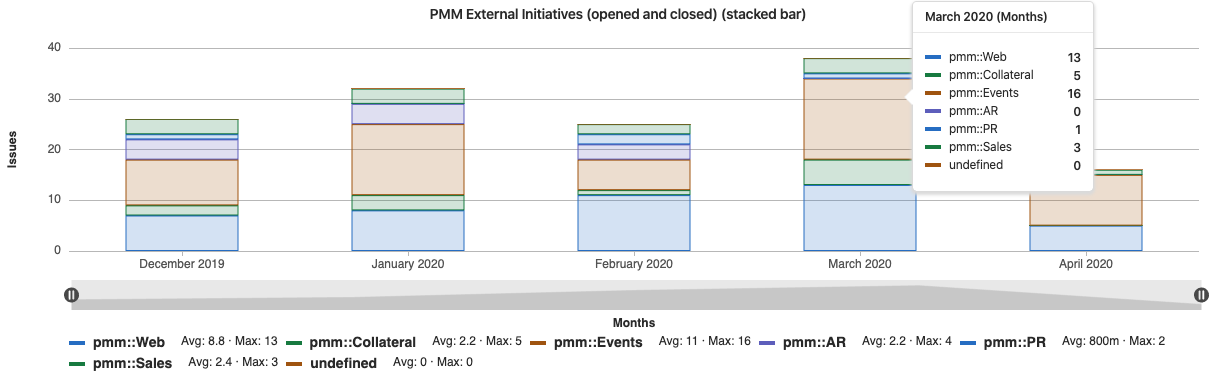 PMM External Initiatives (opened and closed) (stacked bar)
March 2020 (Months)
pmm::Web 13
pmm::Collateral 5
pmm::Events 16
pmm::AR 0
pmm::PR 1
pmm::Sales 3
undefined 0
Issues
40
30
20
10
0
December 2019 January 2020 February 2020 March 2020 April 2020
Months
pmm::Web Avg: 8.8 · Max: 13 pmm::Collateral Avg: 2.2 · Max: 5 pmm::Events Avg: 11 · Max: 16 pmm::AR Avg: 2.2 · Max: 4 pmm::PR Avg: 800m · Max: 2
pmm::Sales Avg: 2.4 · Max: 3 undefined Avg: 0 · Max: 0